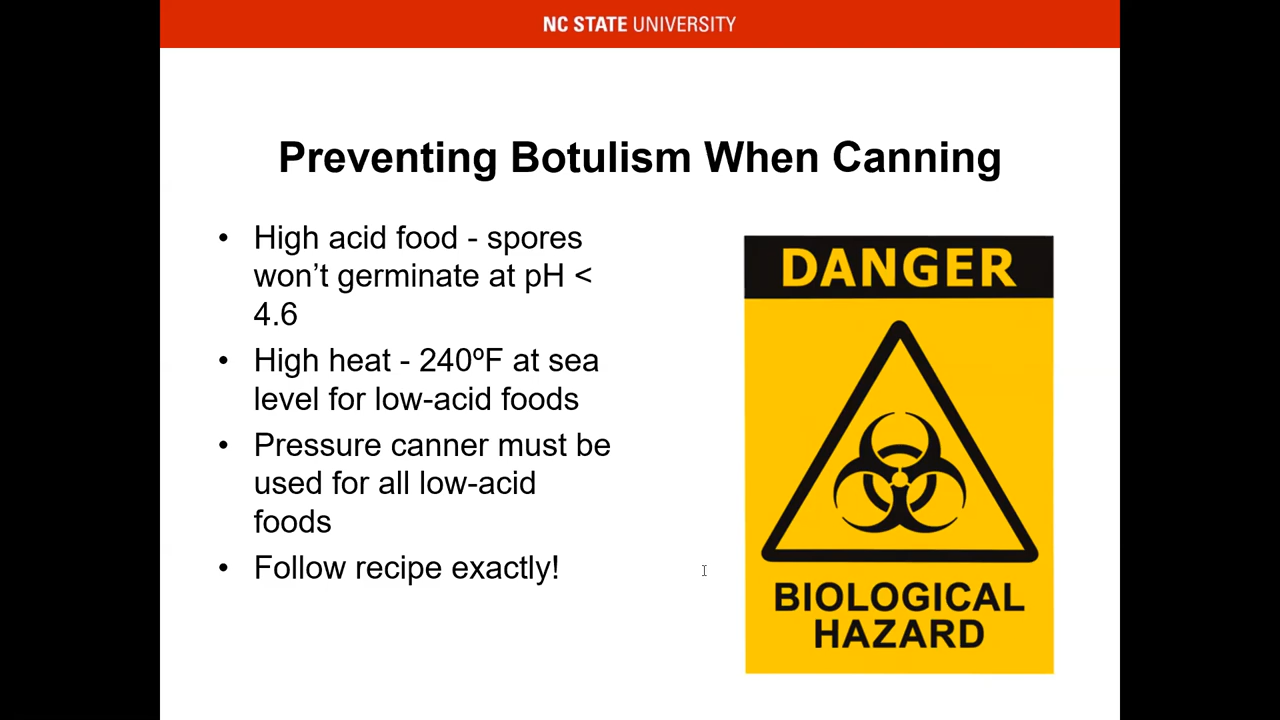 NC STATE UNIVERSITY
Preventing Botulism When Canning
• High acid food - spores
won’t germinate at pH <
4.6
• High heat - 240ºF at sea
level for low-acid foods
• Pressure canner must be
used for all low-acid
foods
• Follow recipe exactly!
DANGER
BIOLOGICAL
HAZARD